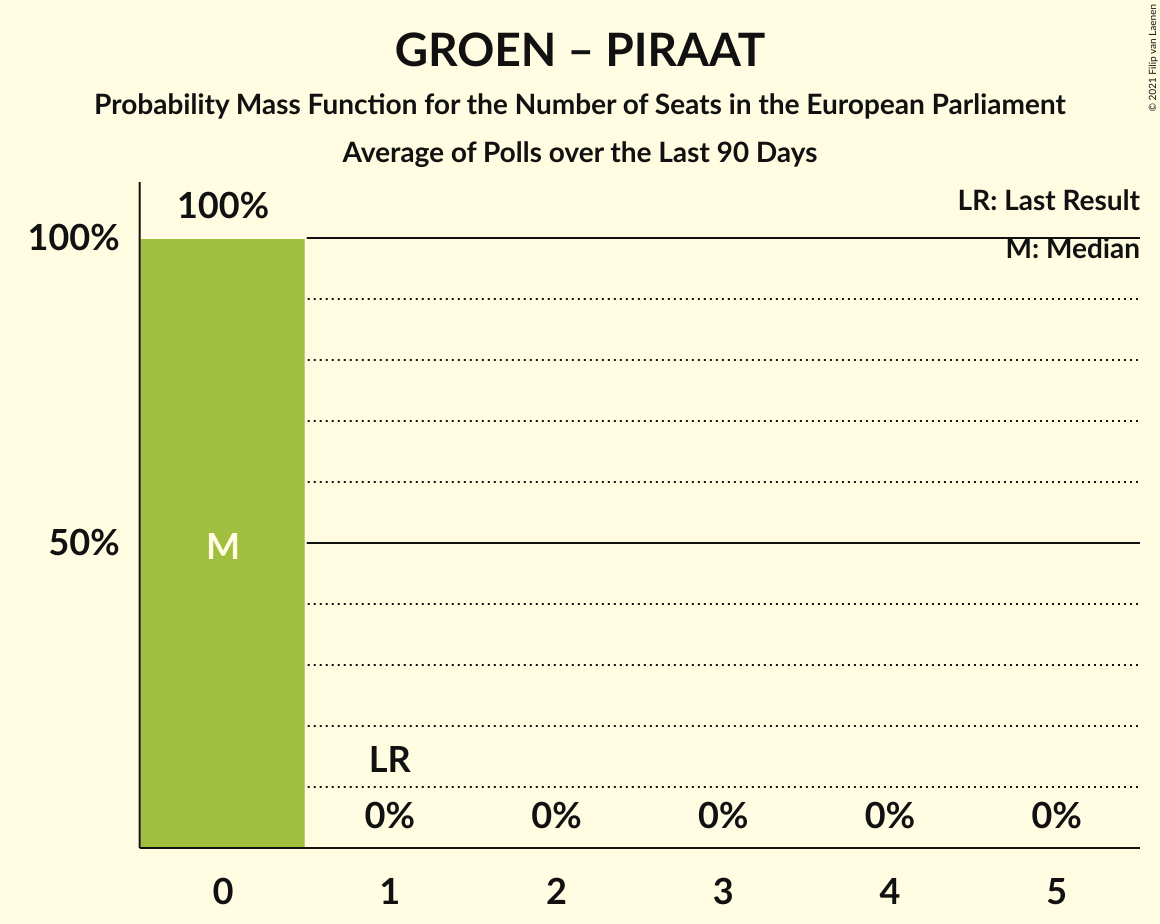 GROEN – PIRAAT
Probability Mass Function for the Number of Seats in the European Parliament
Average of Polls over the Last 90 Days
© 2021 Filip van Laenen
LR: Last Result
M: Median
100%
100%
50%
M
LR
0% 0% 0% 0% 0%
0 1 2 3 4 5